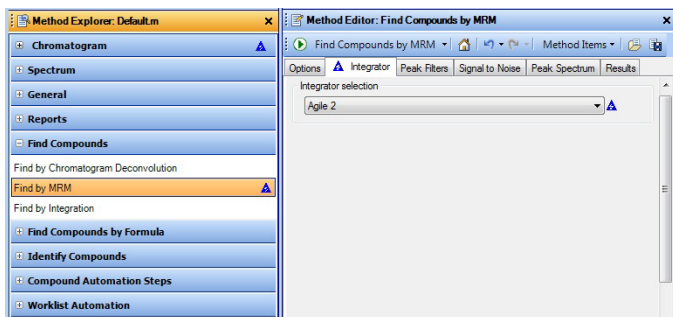 Method Explorer: Default.m
Chromatogram
Spectrum
General
Reports
Find Compounds
Find by Chromatogram Deconvolution
Find by MRM
Find by Integration
Find Compounds by Formula
Identify Compounds
Compound Automation Steps
Worklist Automation
Method Editor: Find Compounds by MRM
Find Compounds by MRM Method Items
Options Integrator Peak Filters Signal to Noise Peak Spectrum Results
Integrator selection
Agile 2